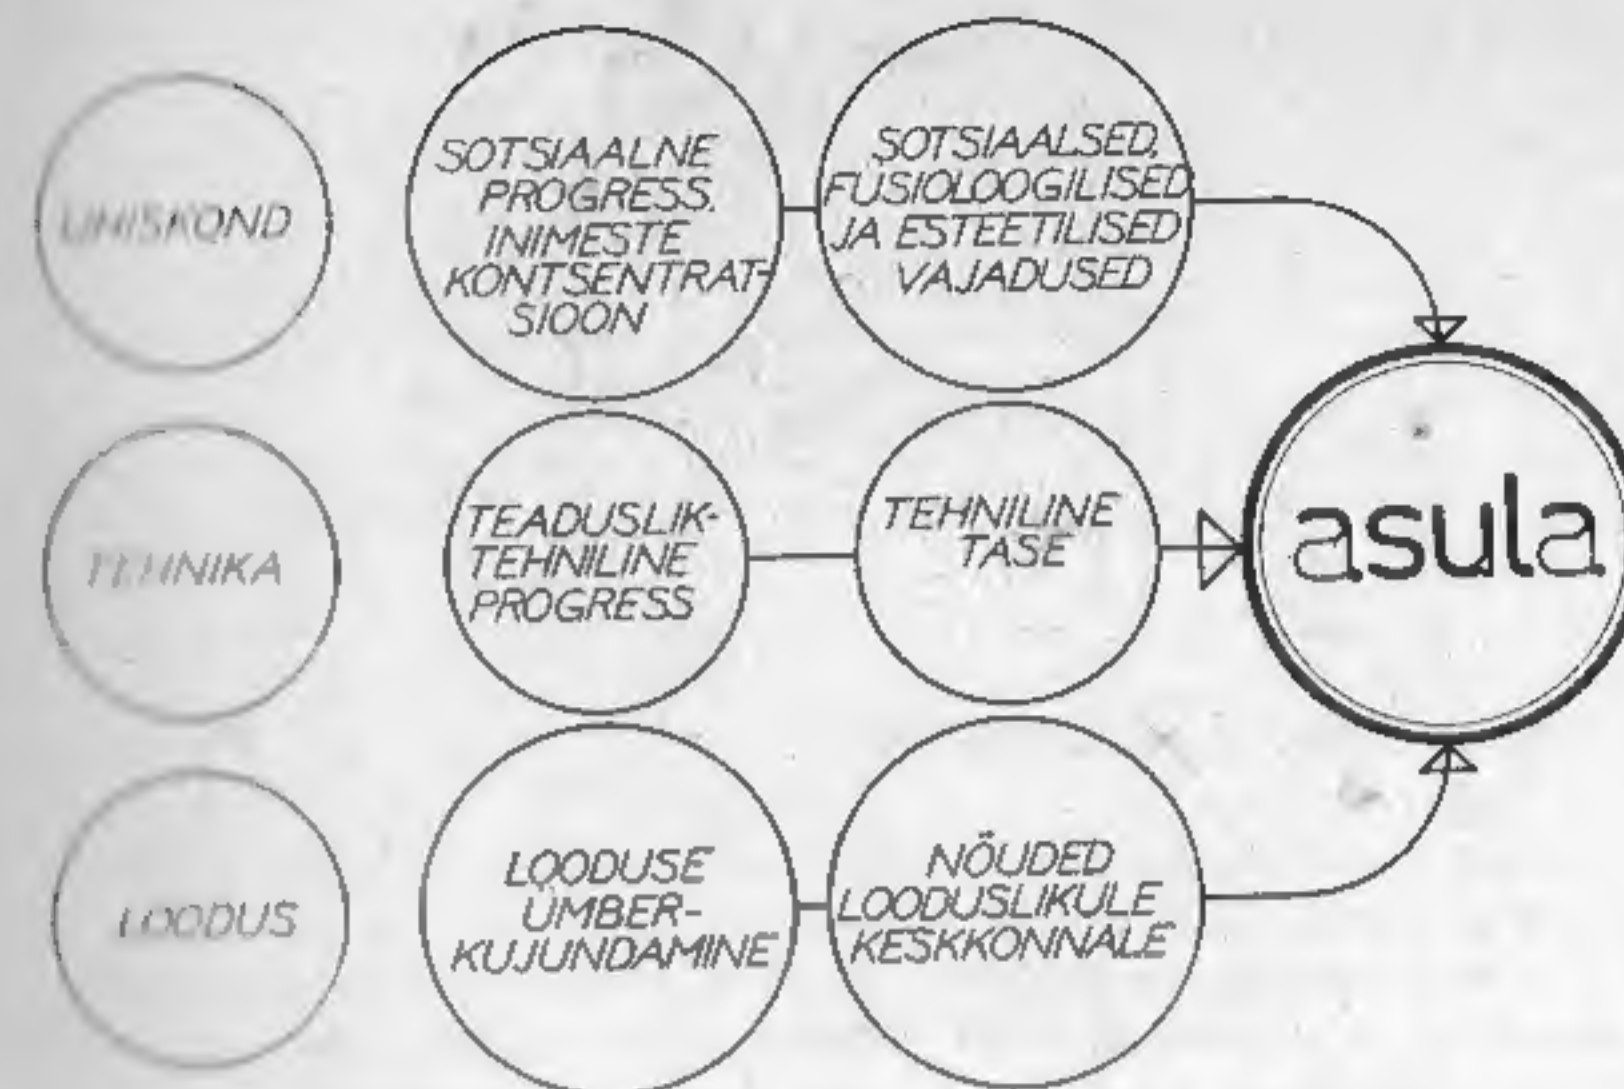 ÜHISKOND
SOTSIAALNE
PROGRESS.
INIMESTE
KONTSENTRAT-
SIOON
SOTSIAALSED,
FÜSIOLOOGILISED
JA ESTEETILISED
VAJADUSED
TEHNIKA
TEADUSLIK-
TEHNILINE
PROGRESS
TEHNILINE
TASE
asula
LOODUS
LOODUSE
ÜMBER-
KUJUNDAMINE
NÕUDED
LOODUSLIKULE
KESKKONNALE